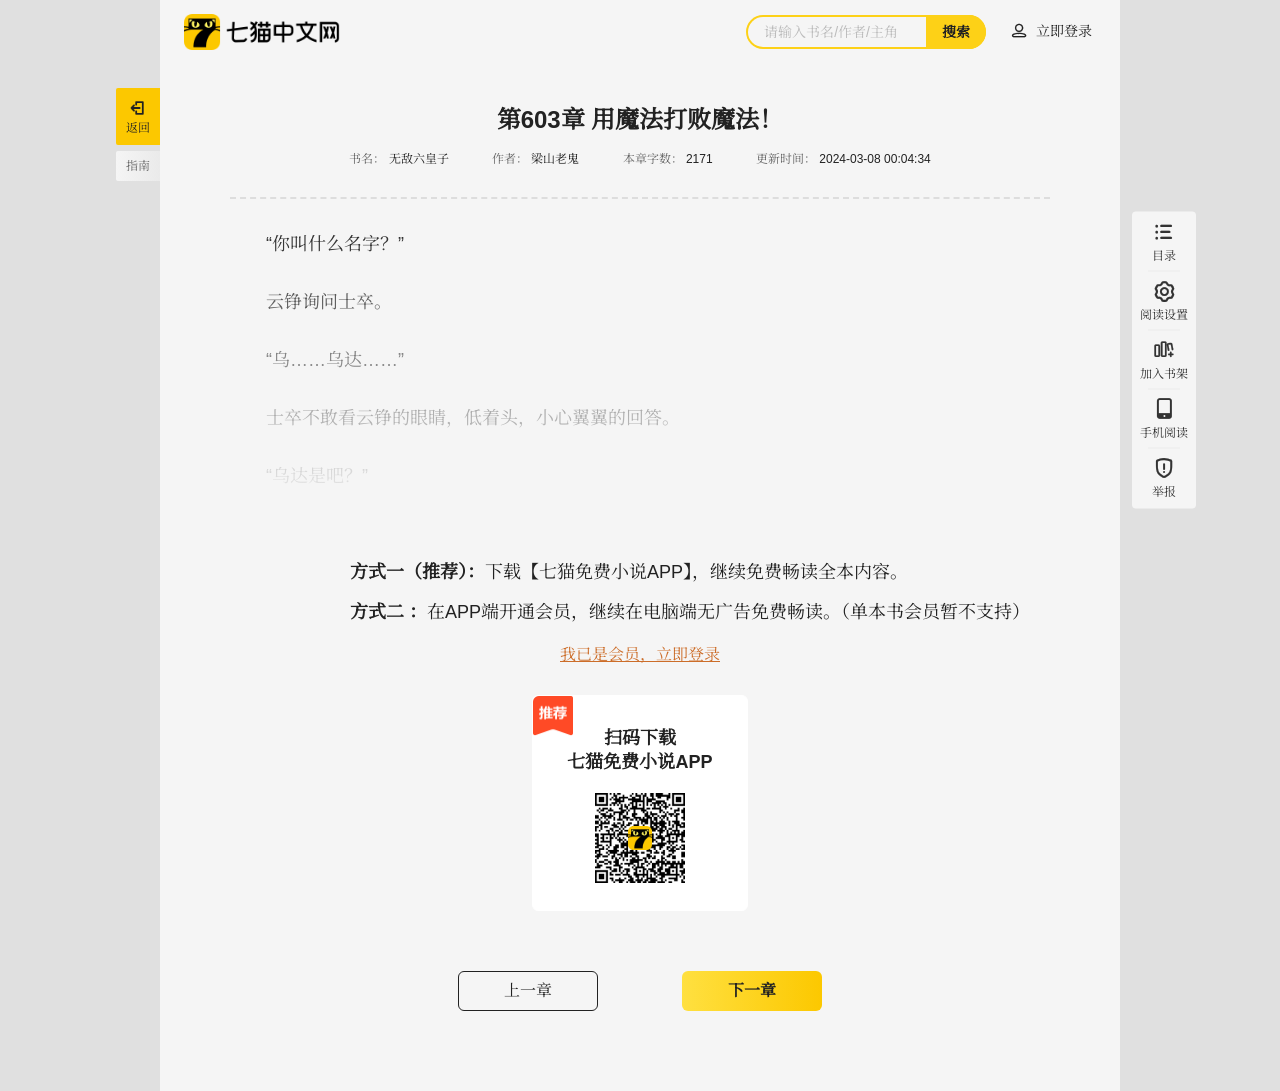 七猫中文网
请输入书名/作者/主角
搜索
立即登录
返回
指南
第603章 用魔法打败魔法！
书名： 无敌六皇子 作者： 梁山老鬼 本章字数： 2171 更新时间： 2024-03-08 00:04:34
“你叫什么名字？”
云铮询问士卒。
“乌……乌达……”
士卒不敢看云铮的眼睛，低着头，小心翼翼的回答。
“乌达是吧？”
目录
阅读设置
加入书架
手机阅读
举报
方式一（推荐）： 下载【七猫免费小说APP】，继续免费畅读全本内容。
方式二 ： 在APP端开通会员，继续在电脑端无广告免费畅读。（单本书会员暂不支持）
我已是会员，立即登录
推荐
扫码下载
七猫免费小说APP
上一章
下一章